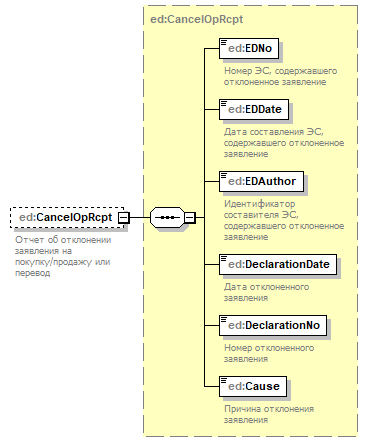 ed:CancelOpRcpt
ed:EDNo
Номер ЭС, содержавшего
отклоненное заявление
ed:EDDate
Дата составления ЭС,
содержавшего отклоненное
заявление
ed:EDAuthor
Идентификатор
составителя ЭС,
содержавшего отклоненное
заявление
ed:CancelOpRcpt
Отчет об отклонении
заявления на
покупку/продажу или
перевод
ed:DeclarationDate
Дата отклоненного
заявления
ed:DeclarationNo
Номер отклоненного
заявления
ed:Cause
Причина отклонения
заявления